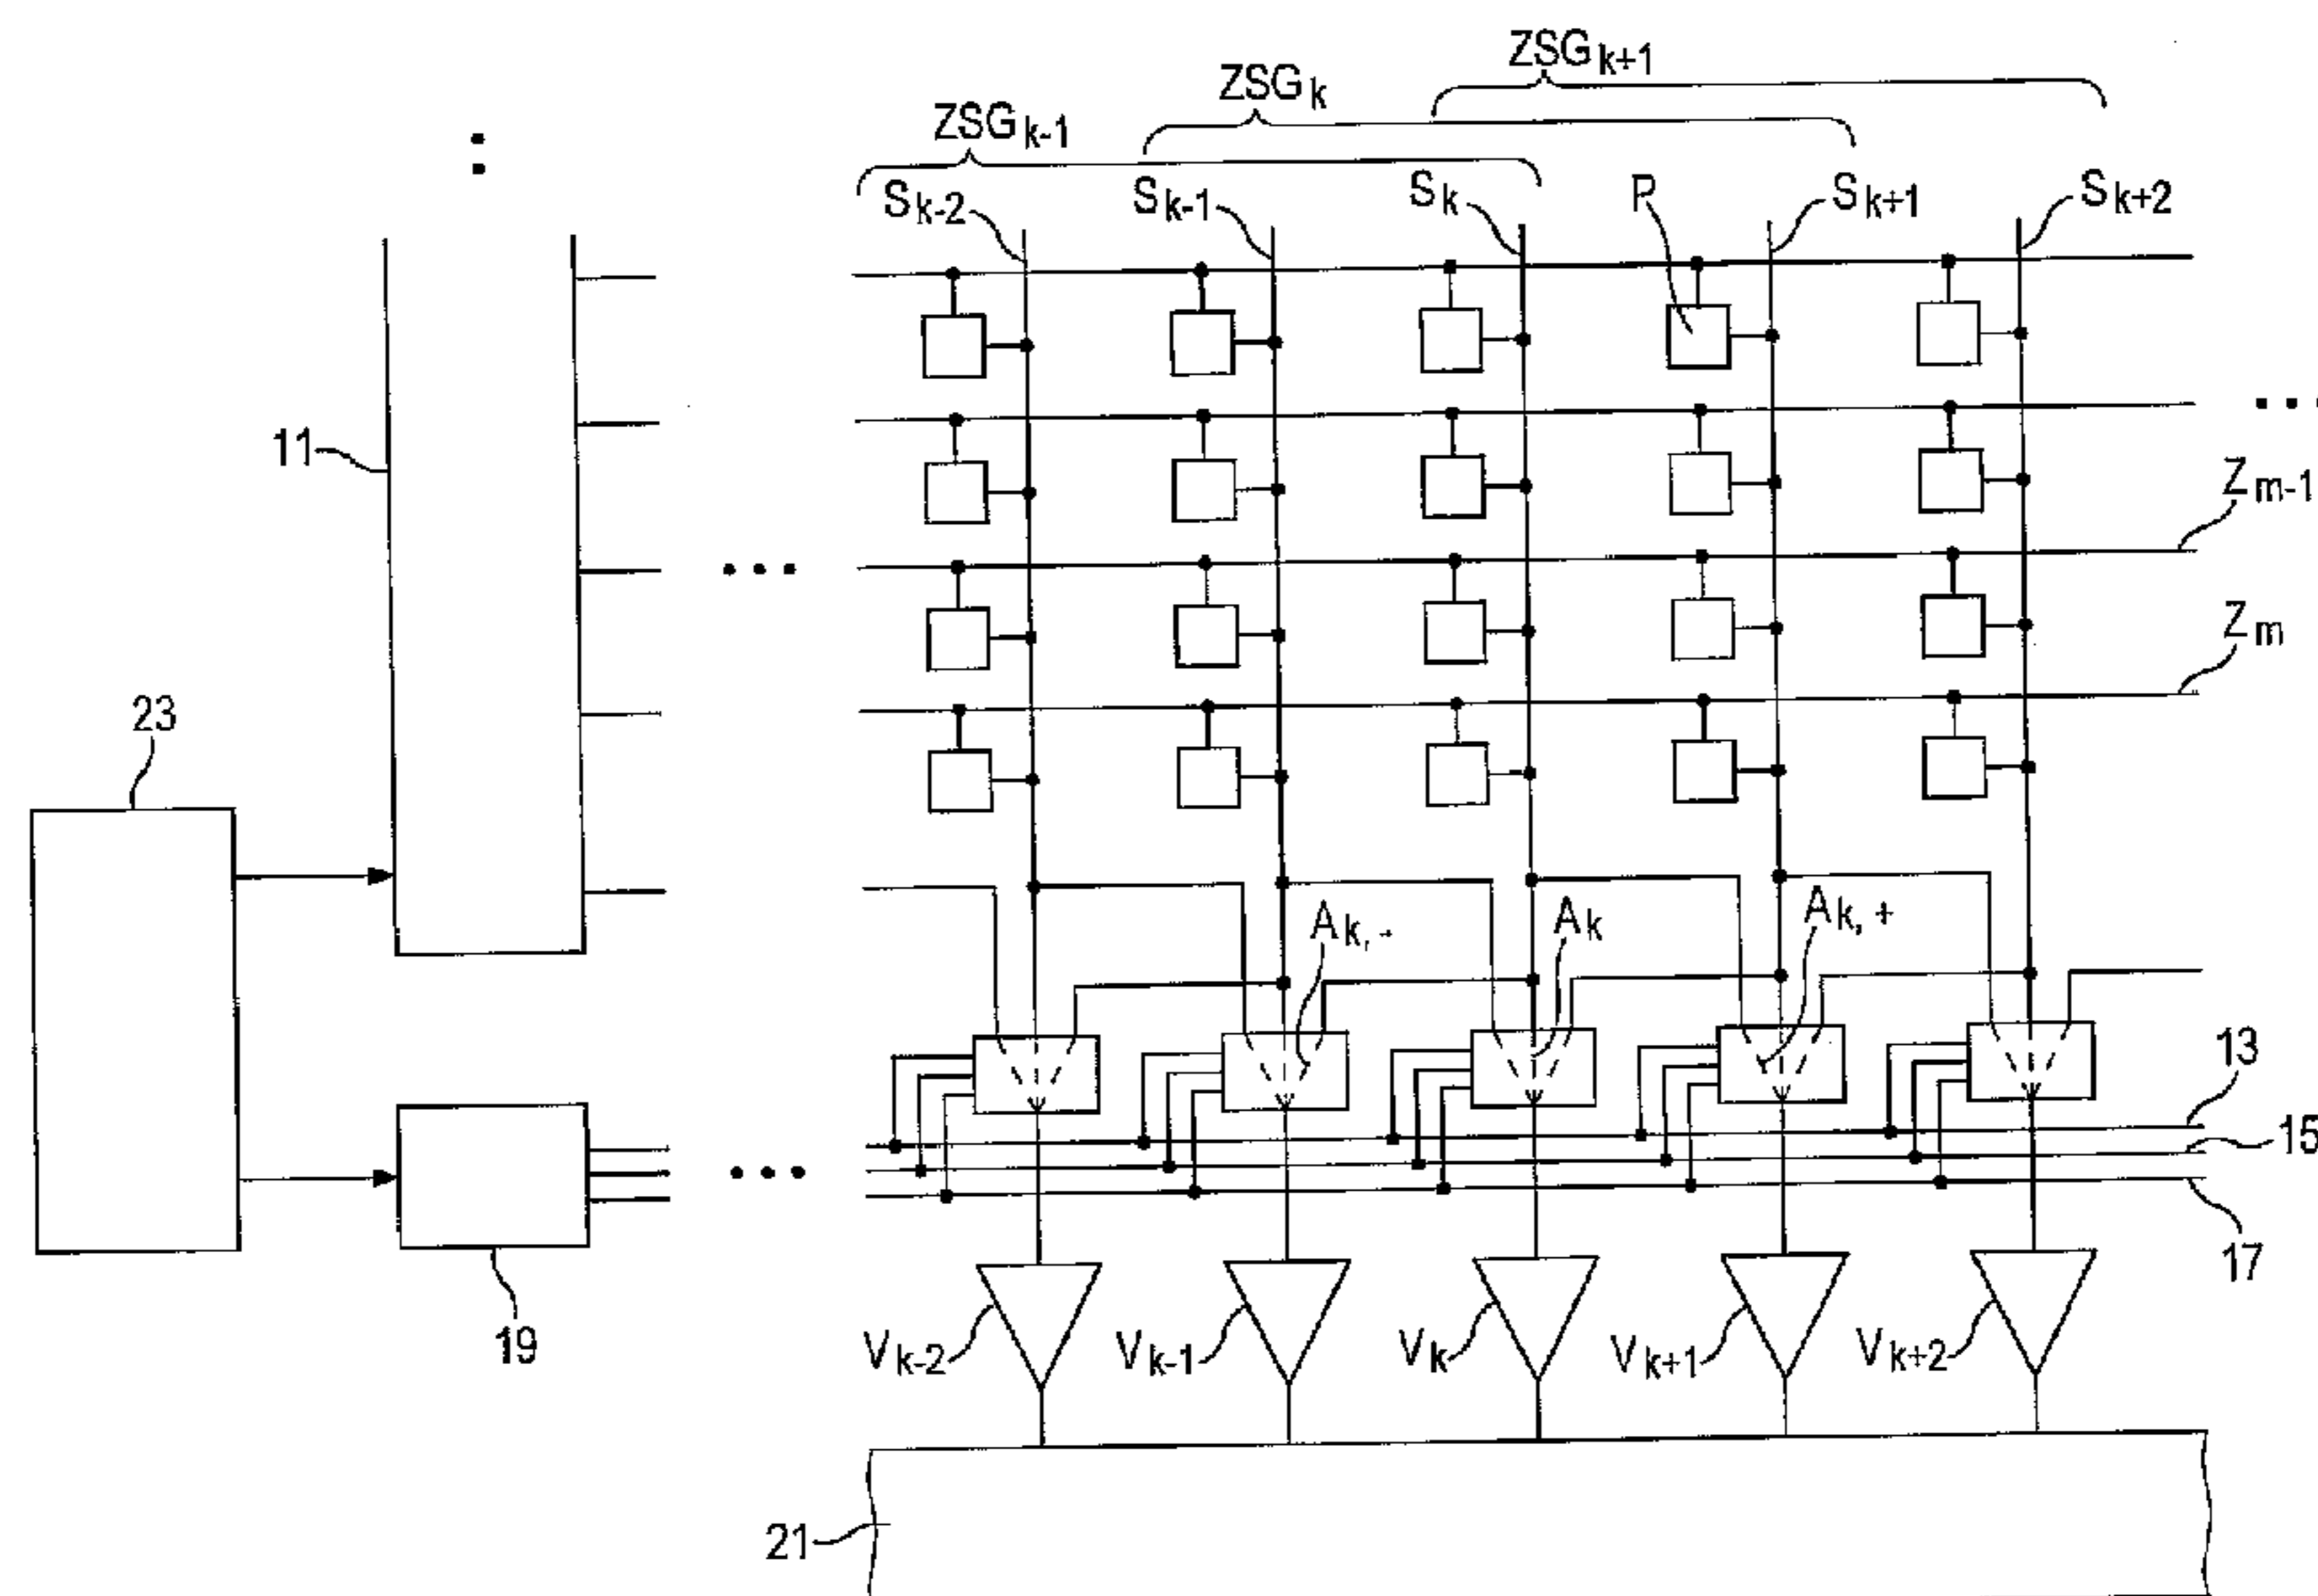 ZSGk+1
ZSGk
ZSGk-1
Sk-2
Sk-1
Sk
P
Sk+1
Sk+2
11
Zm-1
Zm
23
Ak,-
Ak
Ak,+
13
15
17
19
Vk-2
Vk-1
Vk
Vk+1
Vk+2
21